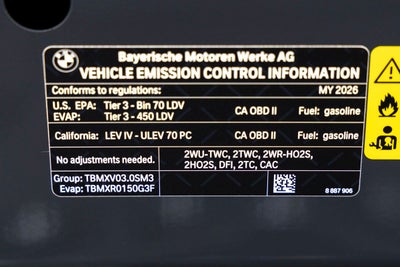 BMW
Bayerische Motoren Werke AG
VEHICLE EMISSION CONTROL INFORMATION
Conforms to regulations: MY 2026
U.S. EPA: Tier 3 - Bin 70 LDV CA OBD II Fuel: gasoline
EVAP: Tier 3 - 450 LDV
California: LEV IV - ULEV 70 PC CA OBD II Fuel: gasoline
No adjustments needed. 2WU-TWC, 2TWC, 2WR-HO2S,
2HO2S, DFI, 2TC, CAC
Group: TBMXV03.0SM3
Evap: TBMXR0150G3F 8 887 906